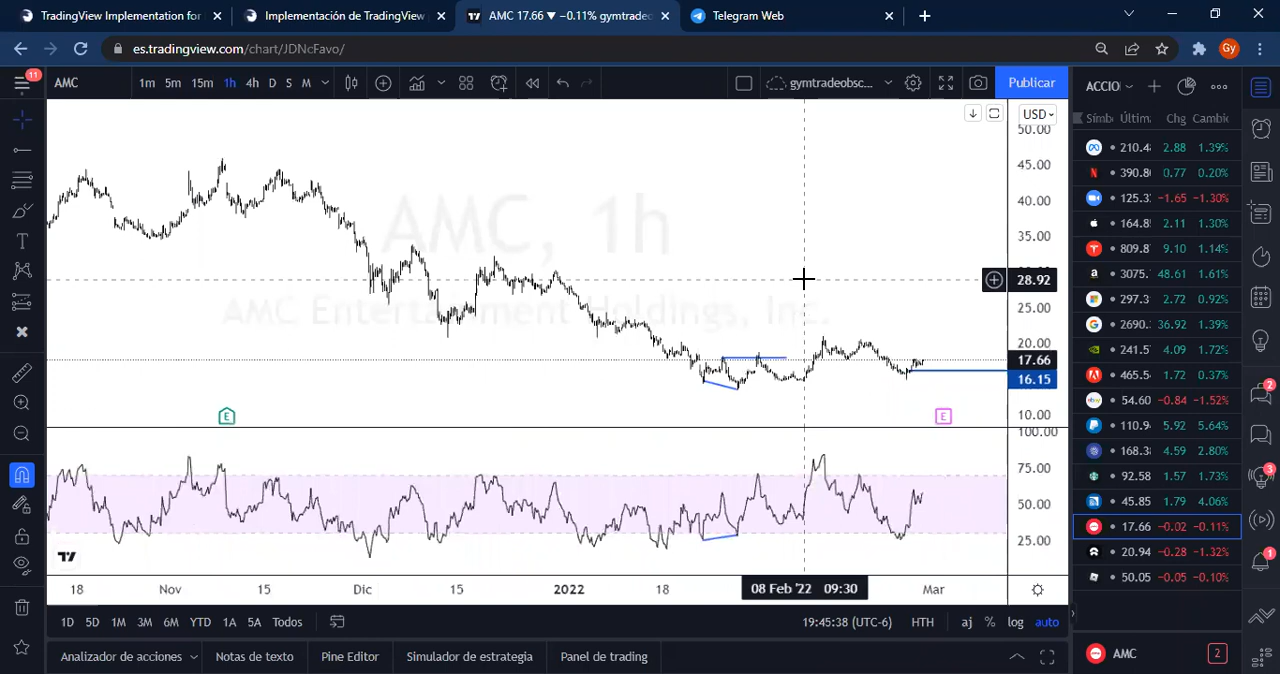 TradingView Implementation for
Implementación de TradingView
AMC 17.66 ▼ −0.11% gymtradeo
Telegram Web
es.tradingview.com/chart/JDNcFavo/
Gy
11
AMC 1m 5m 15m 1h 4h D S M
gymtradeobsc...
Publicar
ACCIO
Símb Última Chg Cambio
USD
50.00
45.00
40.00
35.00
28.92
25.00
20.00
17.66
16.15
10.00
100.00
75.00
50.00
25.00
AMC, 1h
AMC Entertainment Holdings, Inc.
E E
18 Nov 15 Dic 15 2022 18 08 Feb '22 09:30 Mar
1D 5D 1M 3M 6M YTD 1A 5A Todos
19:45:38 (UTC-6) HTH aj % log auto
Analizador de acciones Notas de texto Pine Editor Simulador de estrategia Panel de trading
210.4 2.88 1.39%
390.8 0.77 0.20%
125.3 −1.65 −1.30%
164.8 2.11 1.30%
809.8 9.10 1.14%
3075. 48.61 1.61%
297.3 2.72 0.92%
2690. 36.92 1.39%
241.5 4.09 1.72%
465.5 1.72 0.37%
54.60 −0.84 −1.52%
110.9 5.92 5.64%
168.3 4.59 2.80%
92.58 1.57 1.73%
45.85 1.79 4.06%
17.66 −0.02 −0.11%
20.94 −0.28 −1.32%
50.05 −0.05 −0.10%
AMC 2
2
3
1